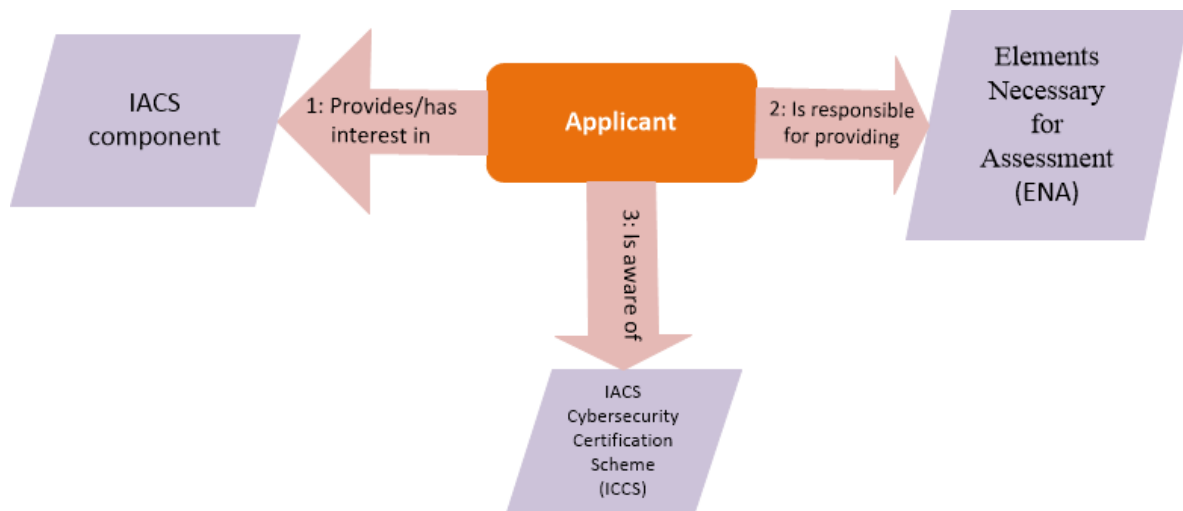 IACS
component
1: Provides/has
interest in
Applicant
2: Is responsible
for providing
Elements
Necessary
for
Assessment
(ENA)
3: Is aware of
IACS
Cybersecurity
Certification
Scheme
(ICCS)